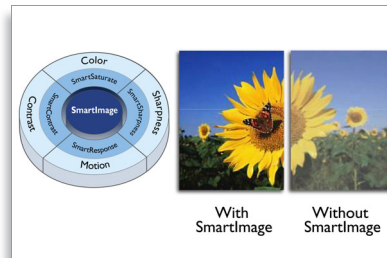 Color
SmartSaturate
Contrast
SmartContrast
SmartImage
SmartSharpness
Sharpness
SmartResponse
Motion
With
SmartImage
Without
SmartImage